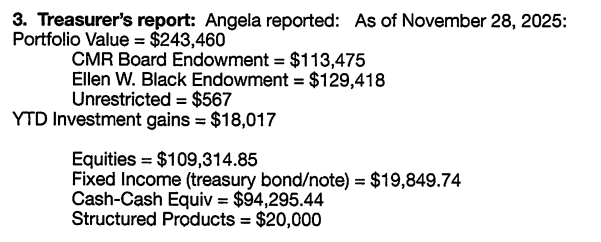 3. Treasurer's report: Angela reported: As of November 28, 2025:
Portfolio Value = $243,460
CMR Board Endowment = $113,475
Ellen W. Black Endowment = $129,418
Unrestricted = $567
YTD Investment gains = $18,017
Equities = $109,314.85
Fixed Income (treasury bond/note) = $19,849.74
Cash-Cash Equiv = $94,295.44
Structured Products = $20,000